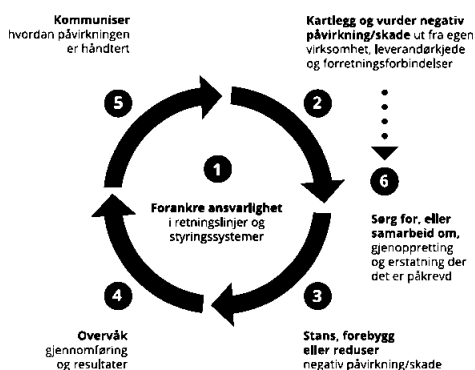 Kommuniser
hvordan påvirkningen
er håndtert
5
Kartlegg og vurder negativ
påvirkning/skade ut fra egen
virksomhet, leverandørkjede
og forretningsforbindelser
2
1
Forankre ansvarlighet
i retningslinjer og
styringssystemer
6
Sørg for, eller
samarbeid om,
gjenoppretting
og erstatning der
det er påkrevd
4
Overvåk
gjennomføring
og resultater
3
Stans, forebygg
eller reduser
negativ påvirkning/skade